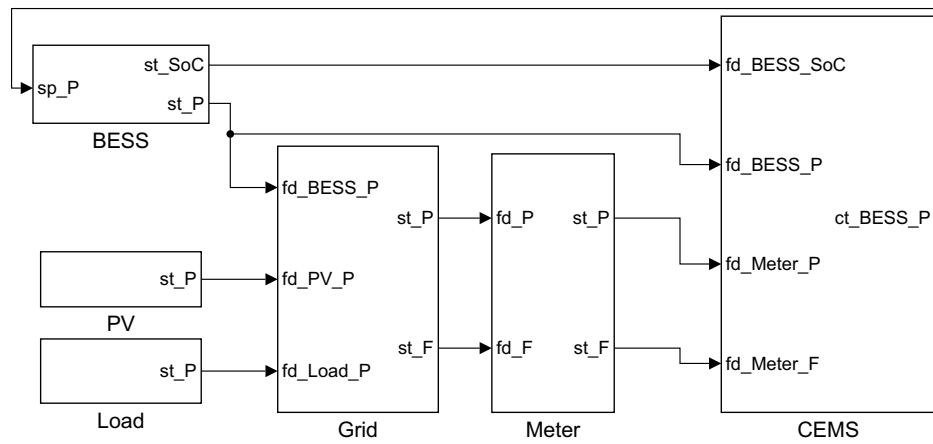 st_SoC
sp_P
st_P
BESS
fd_BESS_SoC
fd_BESS_P
fd_BESS_P
st_P
fd_P
st_P
ct_BESS_P
st_P
fd_PV_P
fd_Meter_P
PV
st_P
fd_Load_P
st_F
fd_F
st_F
fd_Meter_F
Load
Grid
Meter
CEMS